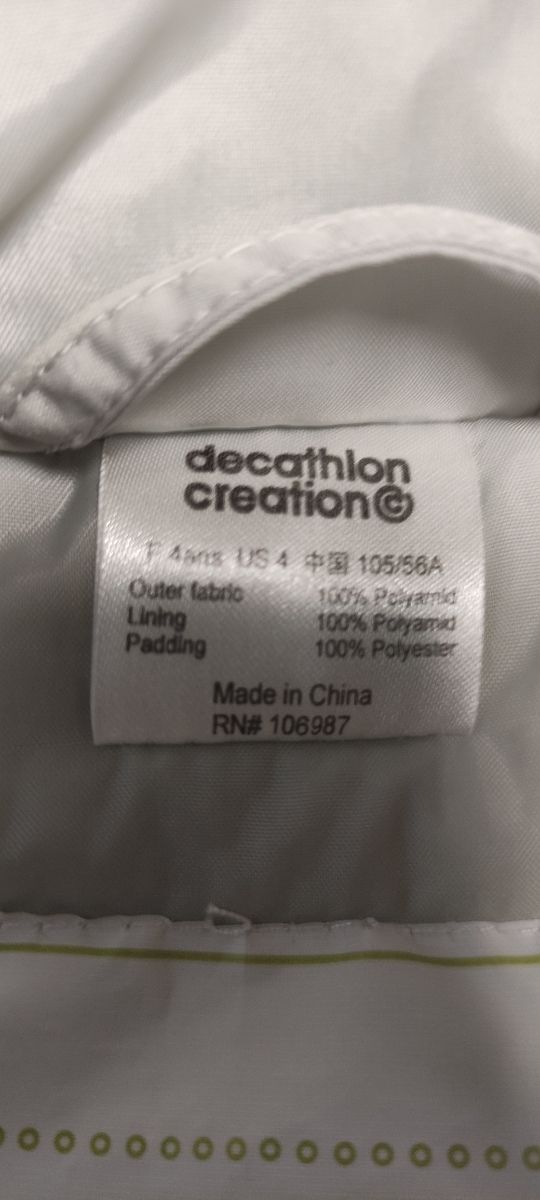 decathlon
creation©
F 4ans US 4 中国 105/56A
Outer fabric 100% Polyamid
Lining 100% Polyamid
Padding 100% Polyester
Made in China
RN# 106987